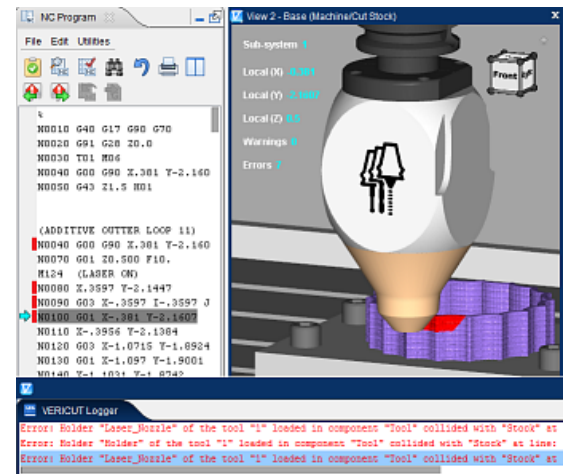 NC Program
File Edit Utilities
%
N0010 G40 G17 G90 G70
N0020 G91 G28 Z0.0
N0030 T01 M06
N0040 G00 G90 X.381 Y-2.160
N0050 G43 Z1.5 H01
(ADDITIVE OUTTER LOOP 11)
N0040 G00 G90 X.381 Y-2.160
N0070 G01 Z0.500 F10.
M124 (LASER ON)
N0080 X.3597 Y-2.1447
N0090 G03 X-.3597 I-.3597 J
N0100 G01 X-.381 Y-2.1607
N0110 X-.3956 Y-2.1384
N0120 G03 X-1.0715 Y-1.8924
N0130 G01 X-1.097 Y-1.9001
N0140 X-1.1031 Y-1.8742
View 2 - Base (Machine/Cut Stock)
Sub-system 1
Local (X)
Local (Y)
Local (Z)
Warnings
Errors
Front
VERICUT Logger
Error: Holder "Laser_Nozzle" of the tool "1" loaded in component "Tool" collided with "Stock" at
Error: Holder "Holder" of the tool "1" loaded in component "Tool" collided with "Stock" at line:
Error: Holder "Laser_Nozzle" of the tool "1" loaded in component "Tool" collided with "Stock" at